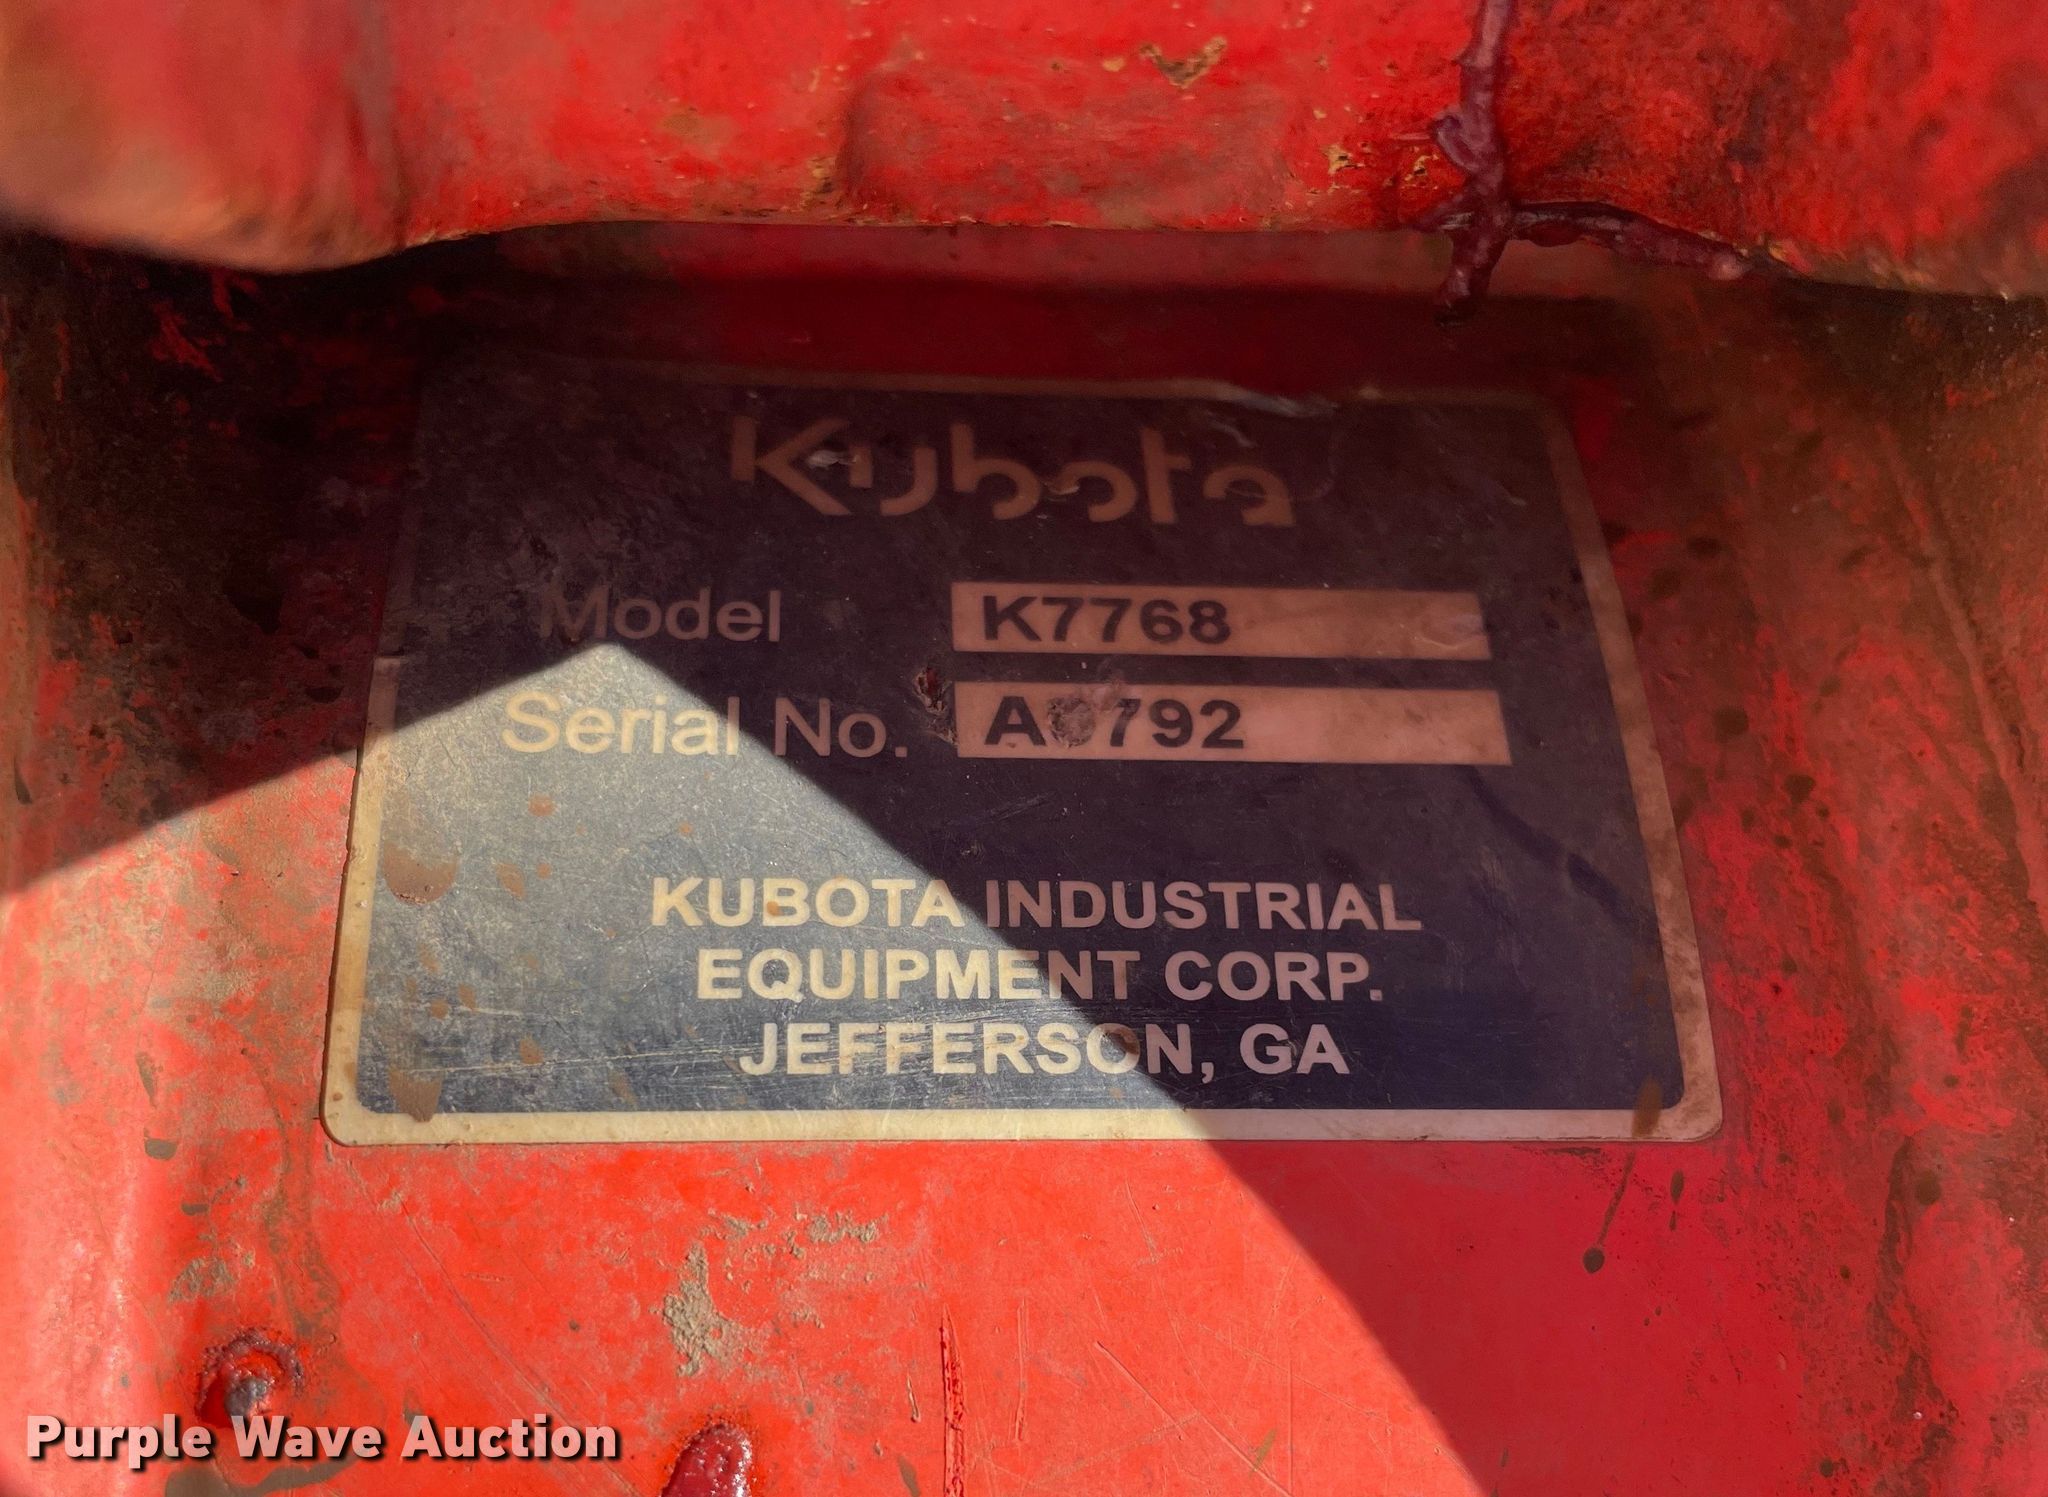 Kubota
Model K7768
Serial No.
KUBOTA INDUSTRIAL
EQUIPMENT CORP.
JEFFERSON, GA
Purple Wave Auction